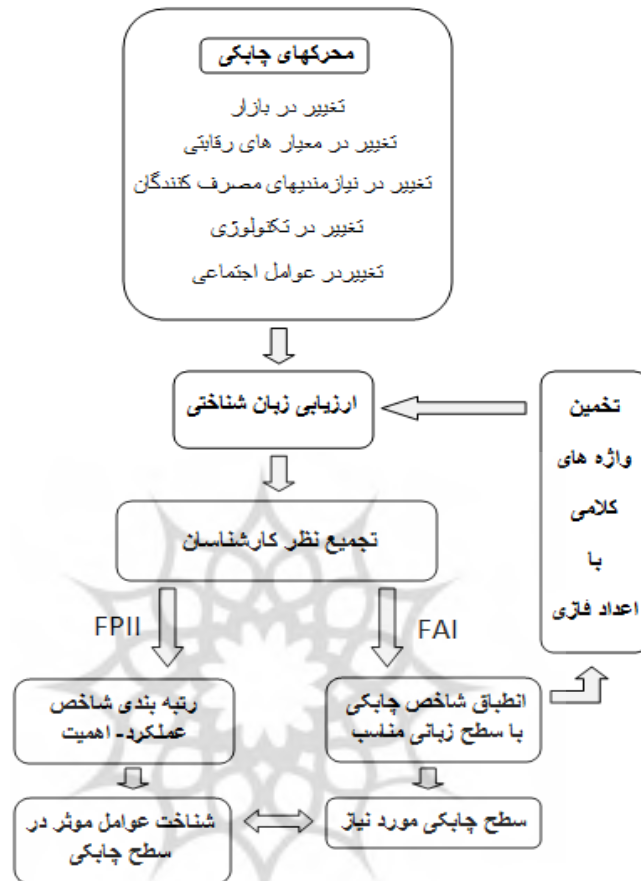 محرکهای چابکی
تغییر در بازار
تغییر در معیار های رقابتی
تغییر در نیازمندیهای مصرف کنندگان
تغییر در تکنولوژی
تغییردر عوامل اجتماعی
ارزیابی زبان شناختی
تخمین
واژه های
کلامی
با
اعداد فازی
تجمیع نظر کارشناسان
FAI
FPII
انطباق شاخص چابکی
با سطح زبانی مناسب
رتبه بندی شاخص
عملکرد- اهمیت
سطح چابکی مورد نیاز
شناخت عوامل موثر در
سطح چابکی